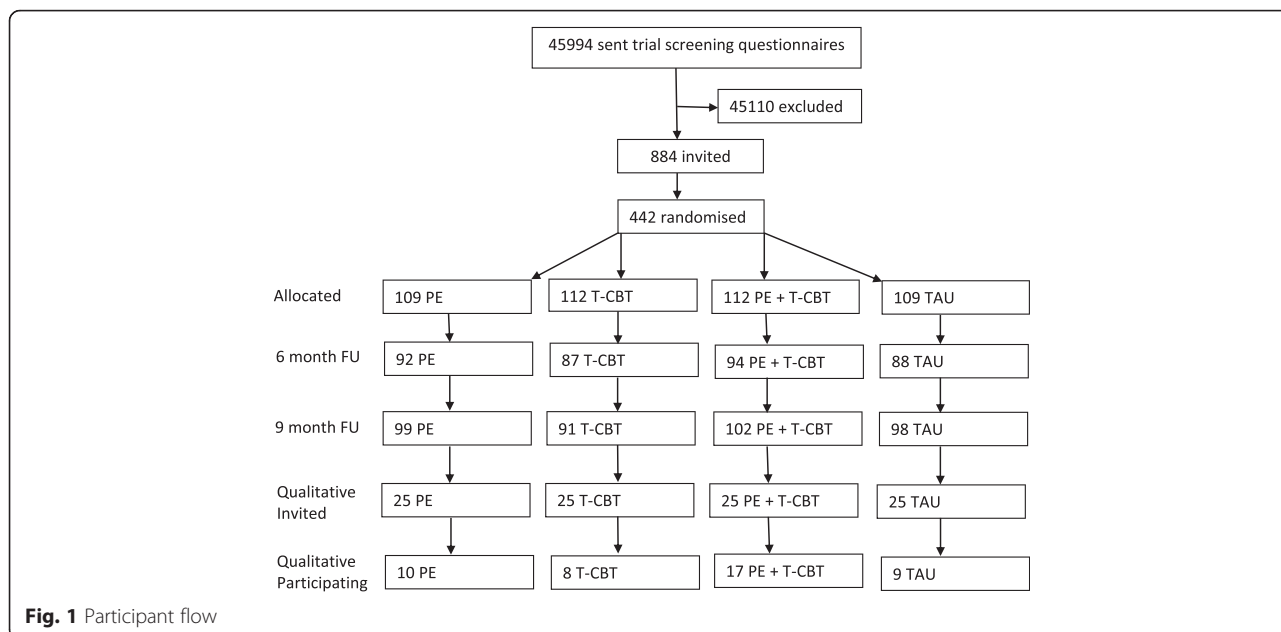 45994 sent trial screening questionnaires
45110 excluded
884 invited
442 randomised
Allocated
109 PE
112 T-CBT
112 PE + T-CBT
109 TAU
6 month FU
92 PE
87 T-CBT
94 PE + T-CBT
88 TAU
9 month FU
99 PE
91 T-CBT
102 PE + T-CBT
98 TAU
Qualitative
Invited
25 PE
25 T-CBT
25 PE + T-CBT
25 TAU
Qualitative
Participating
10 PE
8 T-CBT
17 PE + T-CBT
9 TAU
Fig. 1 Participant flow